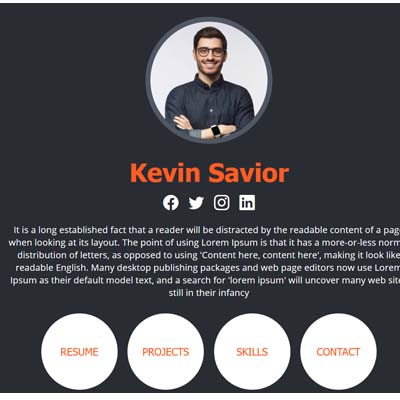 Kevin Savior
It is a long established fact that a reader will be distracted by the readable content of a page
when looking at its layout. The point of using Lorem Ipsum is that it has a more-or-less
distribution of letters, as opposed to using 'Content here, content here', making it look like
readable English. Many desktop publishing packages and web page editors now use Lorem
Ipsum as their default model text, and a search for 'lorem ipsum' will uncover many web
still in their infancy
RESUME PROJECTS SKILLS CONTACT